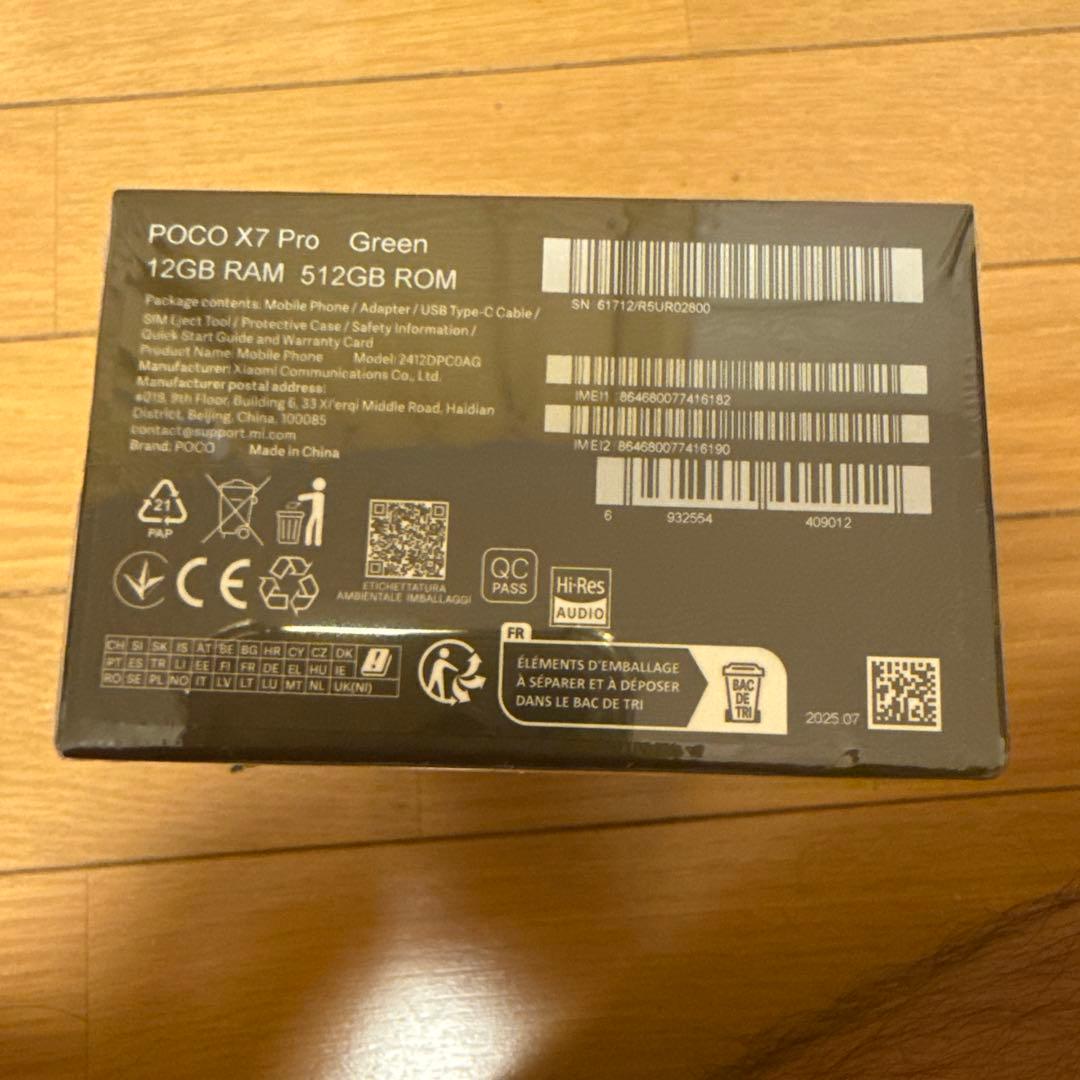 POCO X7 Pro Green
12GB RAM 512GB ROM
Package contents: Mobile Phone / Adapter / USB Type-C Cable /
SIM Eject Tool / Protective Case / Safety Information /
Quick Start Guide and Warranty Card
Product Name: Mobile Phone Model: 2412DPC0AG
Manufacturer: Xiaomi Communications Co., Ltd.
Manufacturer postal address:
#019, 9th Floor, Building 6, 33 Xi'erqi Middle Road, Haidian
District, Beijing, China, 100085
contact@support.mi.com
Brand: POCO Made in China
SN 61712/R5UR02800
IMEI1 864680077416182
IMEI2 864680077416190
6 932554 409012
21
PAP
CE
ETICHETTATURA
AMBIENTALE IMBALLAGGI
QC
PASS
Hi-Res
AUDIO
CH SI SK IS AT BE BG HR CY CZ DK
PT ES TR LI EE FI FR DE EL HU IE
RO SE PL NO IT LV LT LU MT NL UK(NI)
FR
ÉLÉMENTS D'EMBALLAGE
À SÉPARER ET À DÉPOSER
DANS LE BAC DE TRI
BAC
DE
TRI
2025.07